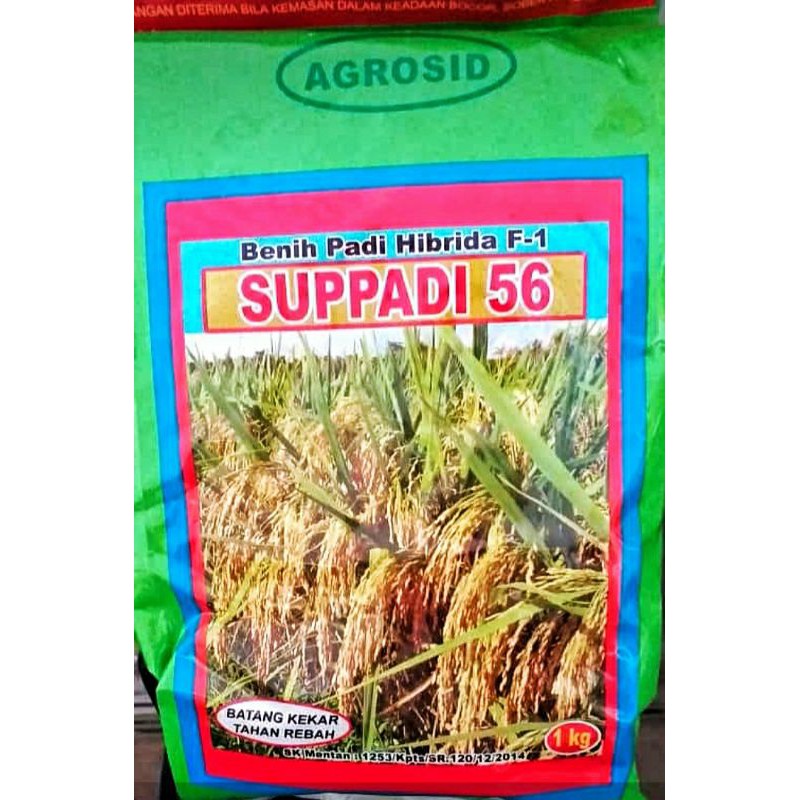 ANGAN DITERIMA BILA KEMASAN DALAM KEADAAN BOCOR,
AGROSID
Benih Padi Hibrida F-1
SUPPADI 56
BATANG KEKAR
TAHAN REBAH
1 kg
SK Mentan : 1253/Kpts/SR.120/12/2014